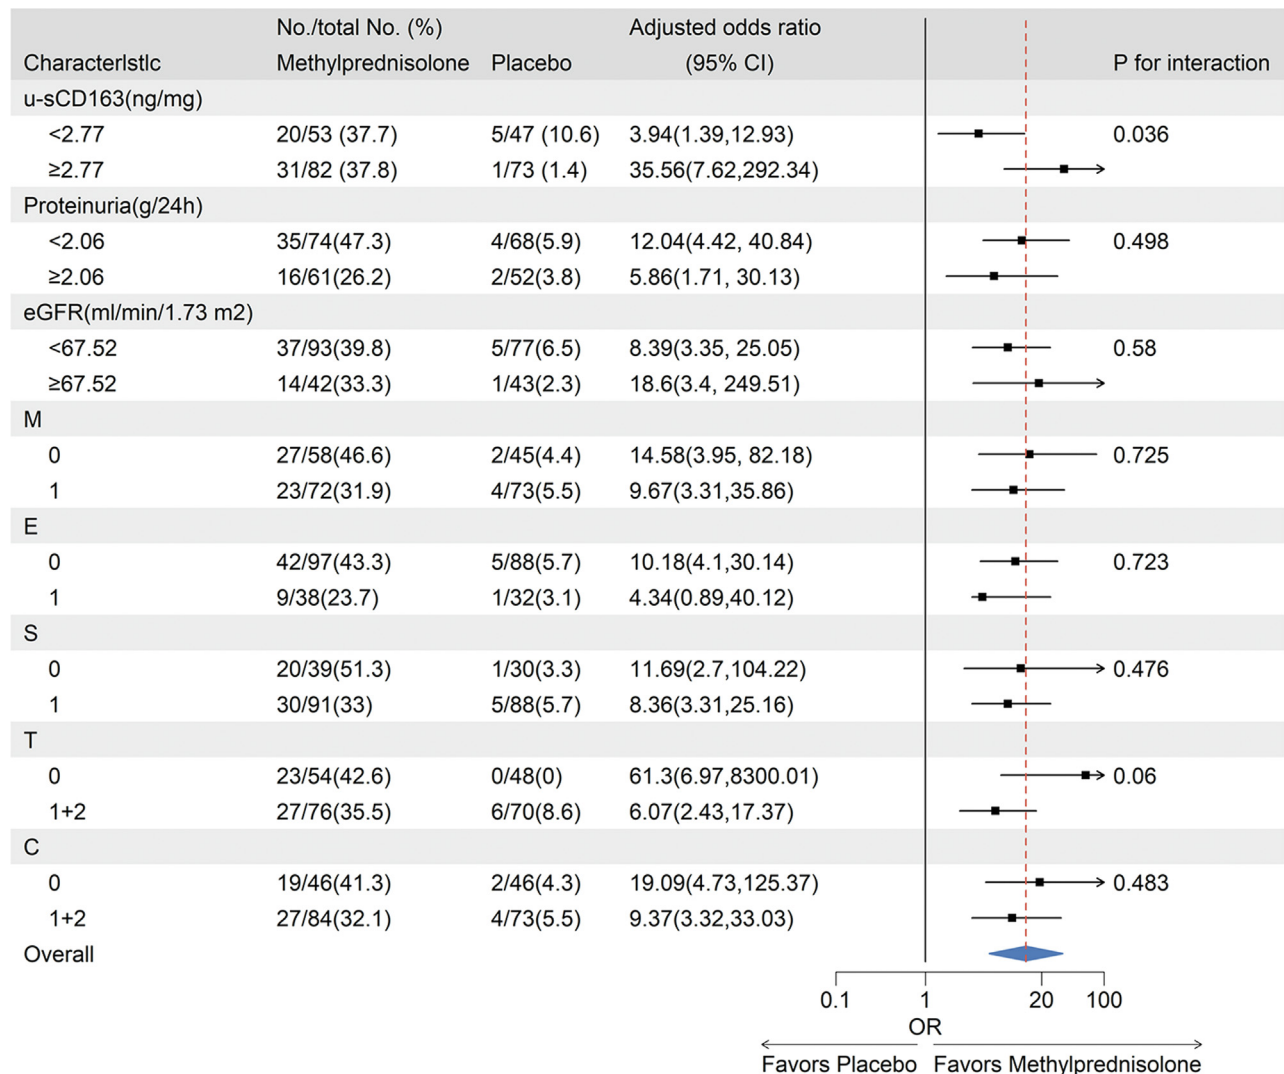 No./total No. (%) Adjusted odds ratio
CharacterIstIc Methylprednisolone Placebo (95% CI) P for interaction
u-sCD163(ng/mg)
<2.77 20/53 (37.7) 5/47 (10.6) 3.94(1.39,12.93) 0.036
≥2.77 31/82 (37.8) 1/73 (1.4) 35.56(7.62,292.34)
Proteinuria(g/24h)
<2.06 35/74(47.3) 4/68(5.9) 12.04(4.42, 40.84) 0.498
≥2.06 16/61(26.2) 2/52(3.8) 5.86(1.71, 30.13)
eGFR(ml/min/1.73 m2)
<67.52 37/93(39.8) 5/77(6.5) 8.39(3.35, 25.05) 0.58
≥67.52 14/42(33.3) 1/43(2.3) 18.6(3.4, 249.51)
M
0 27/58(46.6) 2/45(4.4) 14.58(3.95, 82.18) 0.725
1 23/72(31.9) 4/73(5.5) 9.67(3.31,35.86)
E
0 42/97(43.3) 5/88(5.7) 10.18(4.1,30.14) 0.723
1 9/38(23.7) 1/32(3.1) 4.34(0.89,40.12)
S
0 20/39(51.3) 1/30(3.3) 11.69(2.7,104.22) 0.476
1 30/91(33) 5/88(5.7) 8.36(3.31,25.16)
T
0 23/54(42.6) 0/48(0) 61.3(6.97,8300.01) 0.06
1+2 27/76(35.5) 6/70(8.6) 6.07(2.43,17.37)
C
0 19/46(41.3) 2/46(4.3) 19.09(4.73,125.37) 0.483
1+2 27/84(32.1) 4/73(5.5) 9.37(3.32,33.03)
Overall
0.1 1 20 100
OR
Favors Placebo Favors Methylprednisolone